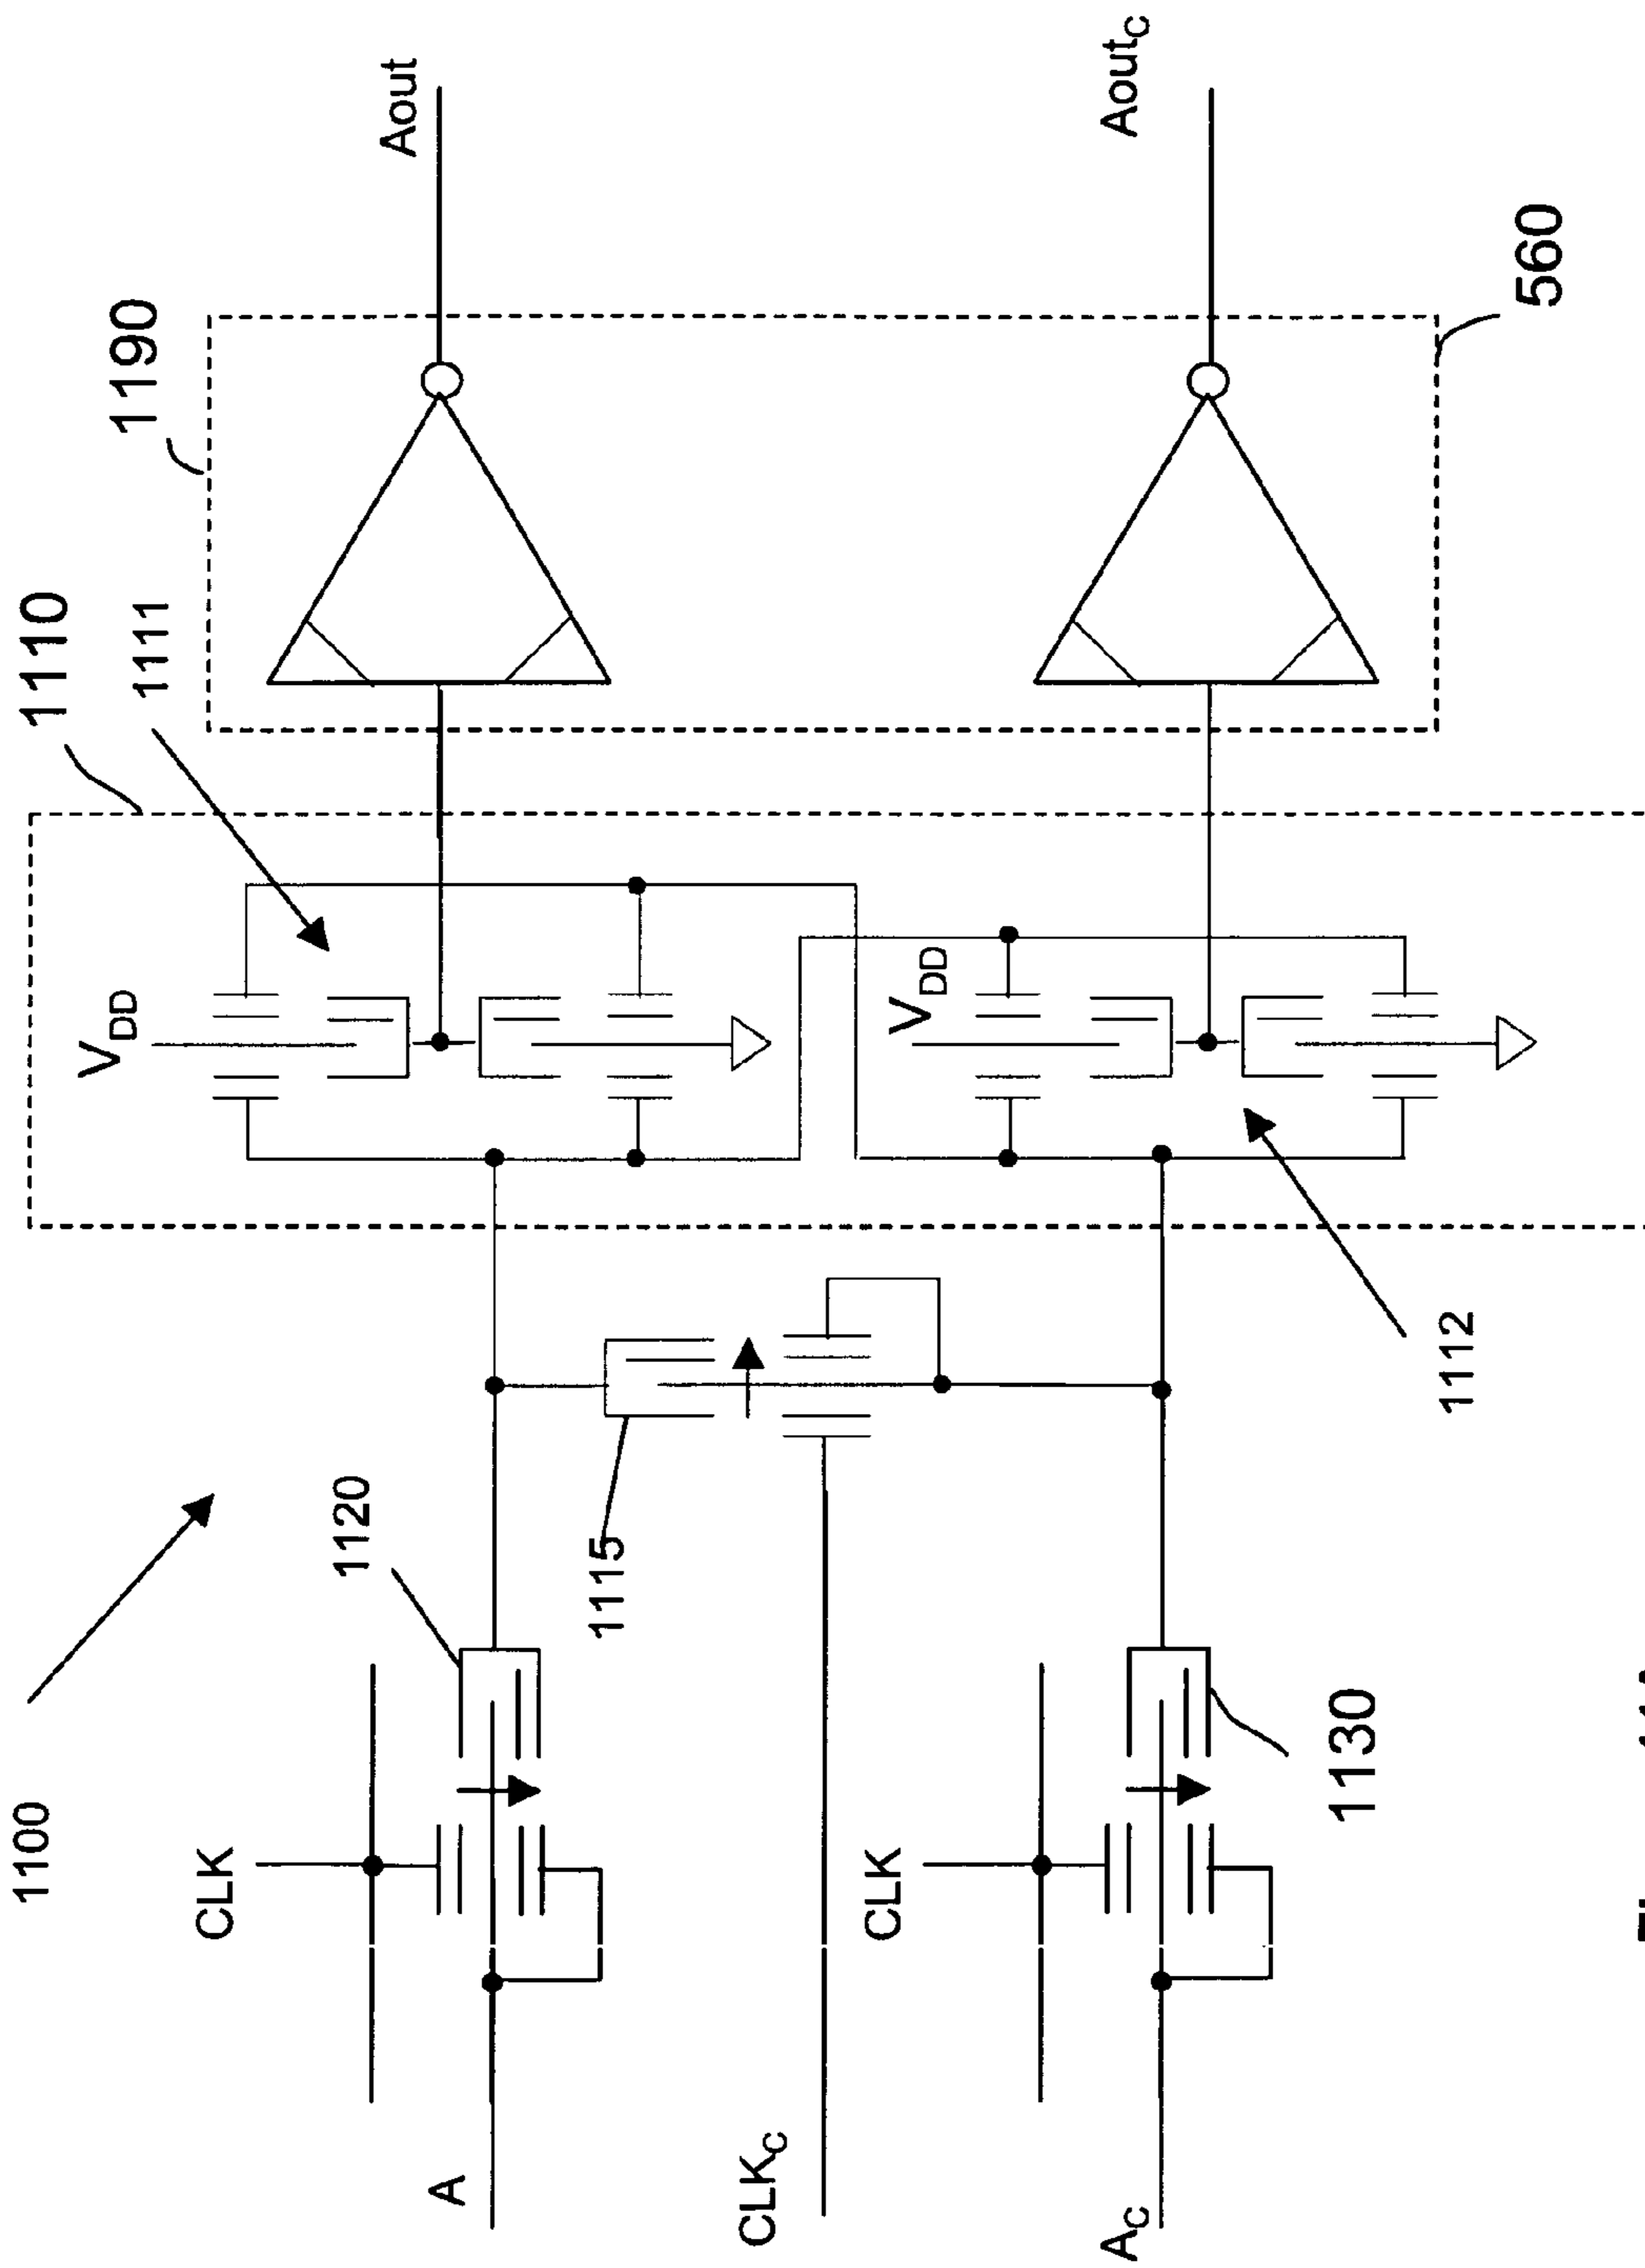 1100
1110
1190
1111
Aout
V_DD
CLK
1120
A
1115
CLK_C
V_DD
CLK
Aout_C
A_C
1130
1112
560